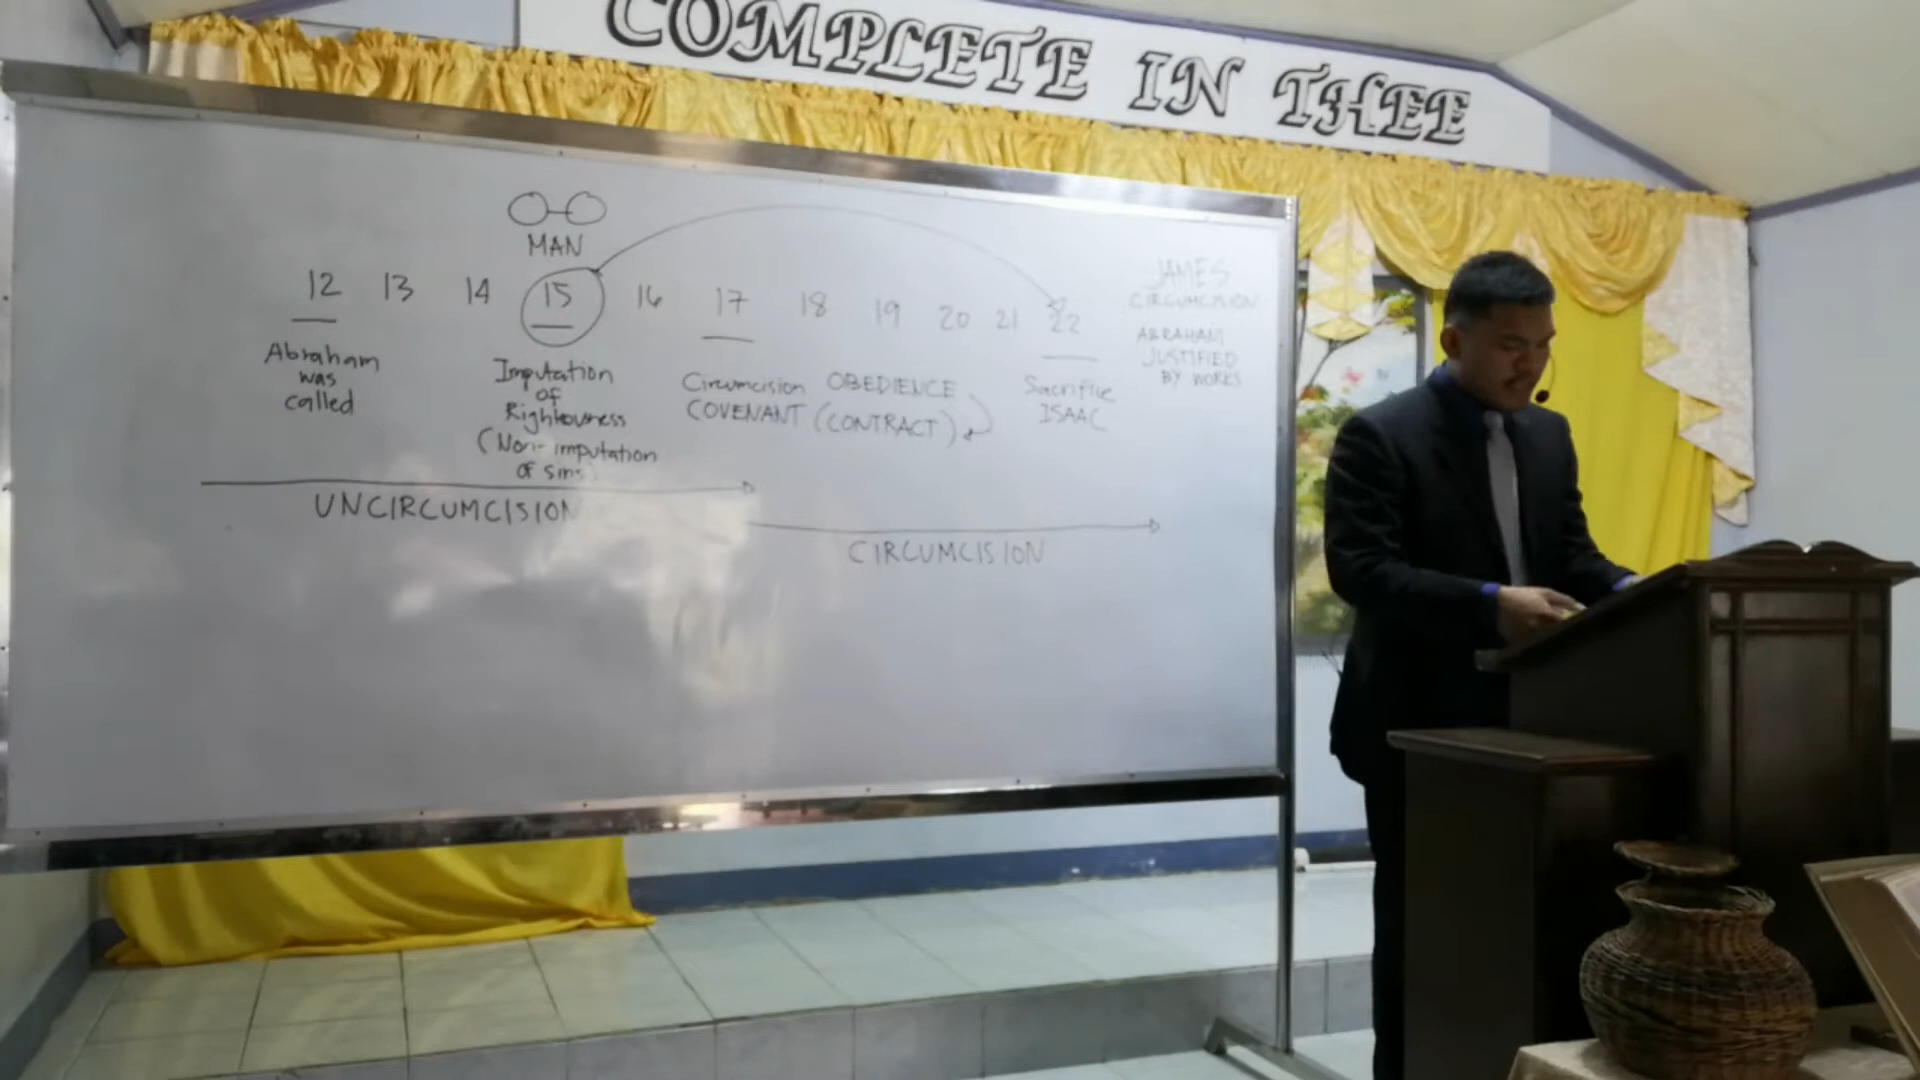 COMPLETE IN THEE
MAN
12 13 14 15 16 17 18 19 20 21 22
Abraham
was
called
Imputation
of
Righteousness
(Non-imputation
of sins)
Circumcision OBEDIENCE
COVENANT (CONTRACT)
Sacrifice
ISAAC
JAMES
CIRCUMCISION
ABRAHAM
JUSTIFIED
BY WORKS
UNCIRCUMCISION
CIRCUMCISION